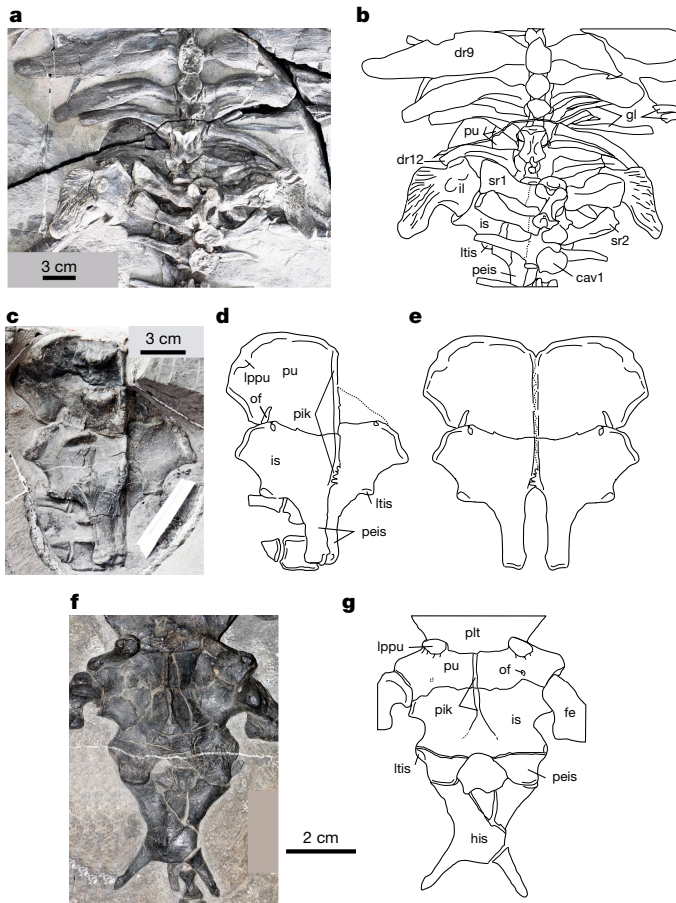 a
b
3 cm
dr9
gl
pu
dr12
il
sr1
is
sr2
ltis
peis
cav1
c
d
e
3 cm
lppu
pu
of
pik
is
ltis
peis
f
g
plt
lppu
pu
of
pik
is
fe
ltis
peis
his
2 cm